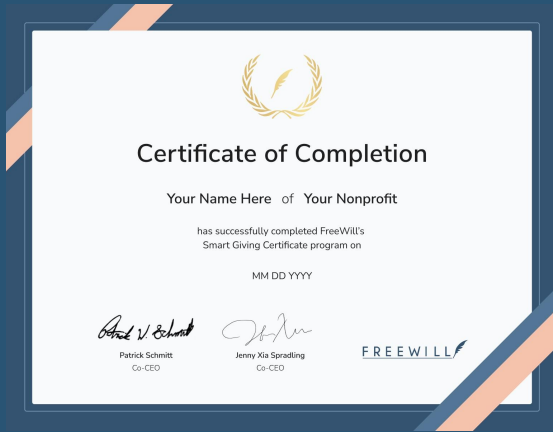 Certificate of Completion
Your Name Here of Your Nonprofit
has successfully completed FreeWill's
Smart Giving Certificate program on
MM DD YYYY
Patrick Schmitt
Co-CEO
Jenny Xia Spradling
Co-CEO
FREEWILL